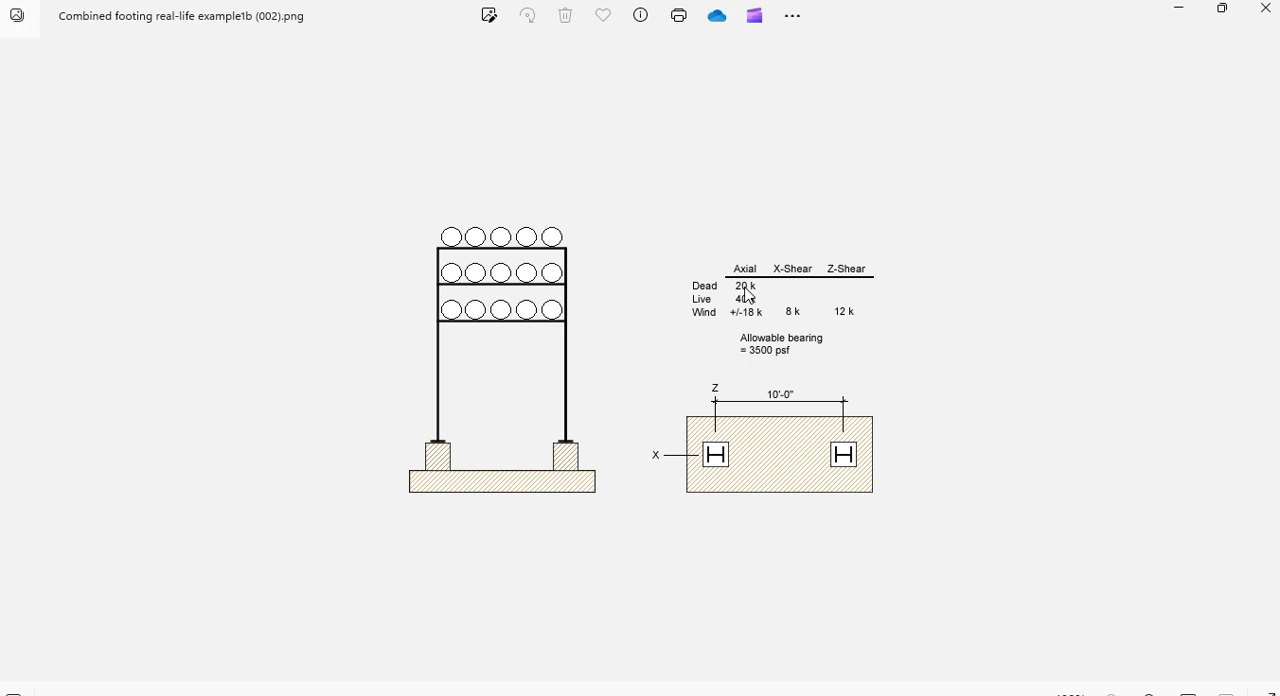 Combined footing real-life example1b (002).png
Axial X-Shear Z-Shear
Dead 20 k
Live
Wind +/-18 k 8 k 12 k
Allowable bearing
= 3500 psf
Z
10'-0"
X